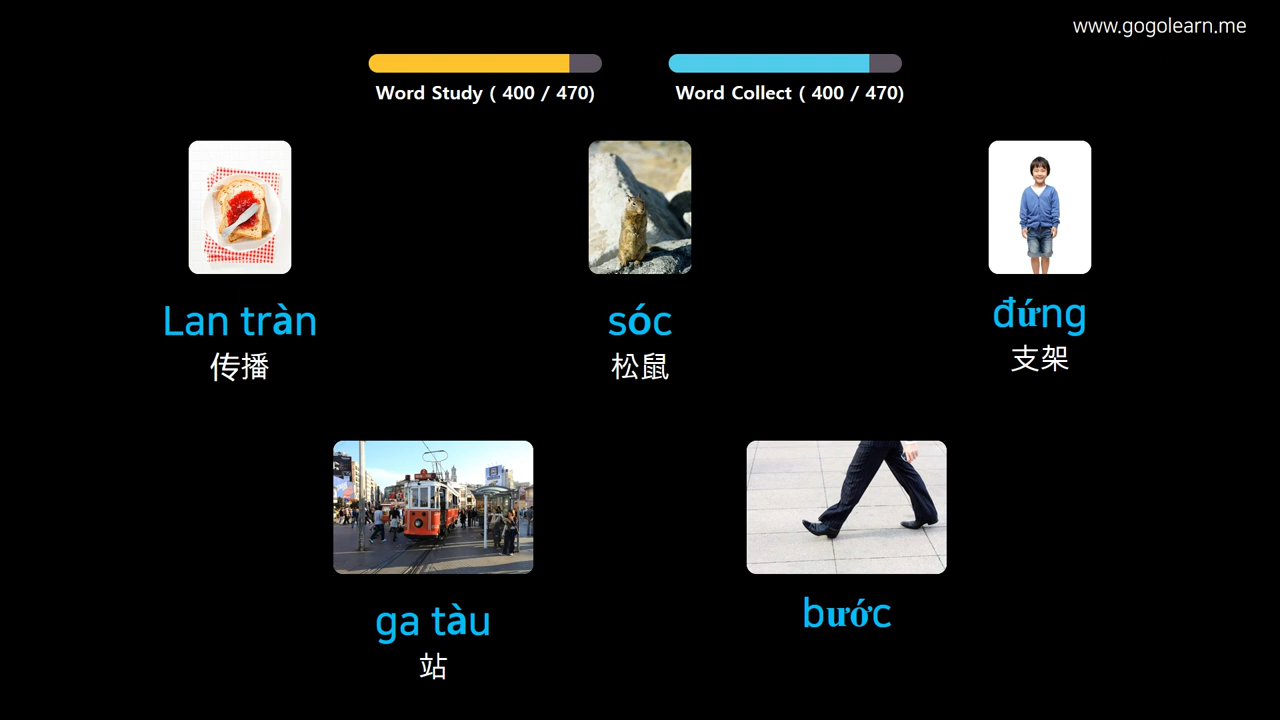 www.gogolearn.me
Word Study ( 400 / 470)
Word Collect ( 400 / 470)
Lan tràn
传播
sóc
松鼠
đứng
支架
ga tàu
站
bước